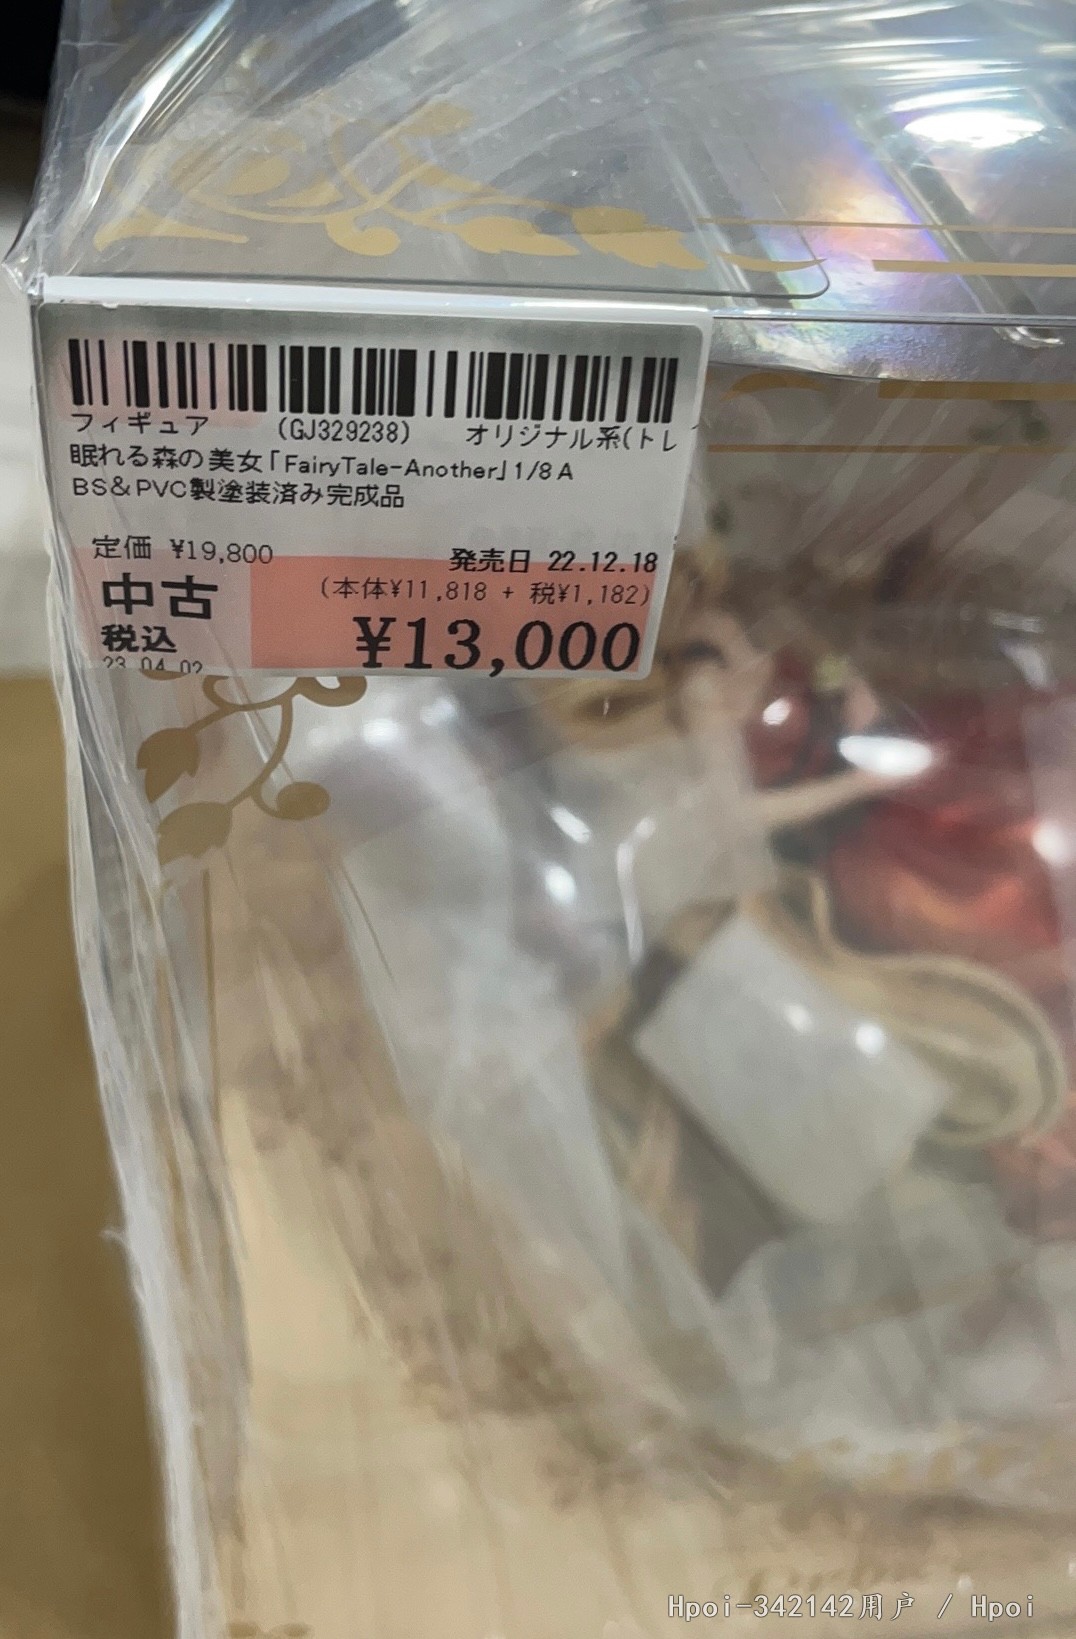 フィギュア (GJ329238) オリジナル系(トレ
眠れる森の美女「FairyTale-Another」1/8 A
BS&PVC製塗装済み完成品
定価 ¥19,800 発売日 22.12.18
中古 (本体¥11,818 + 税¥1,182)
税込 ¥13,000
23.04.02
Hpoi-342142用户 / Hpoi